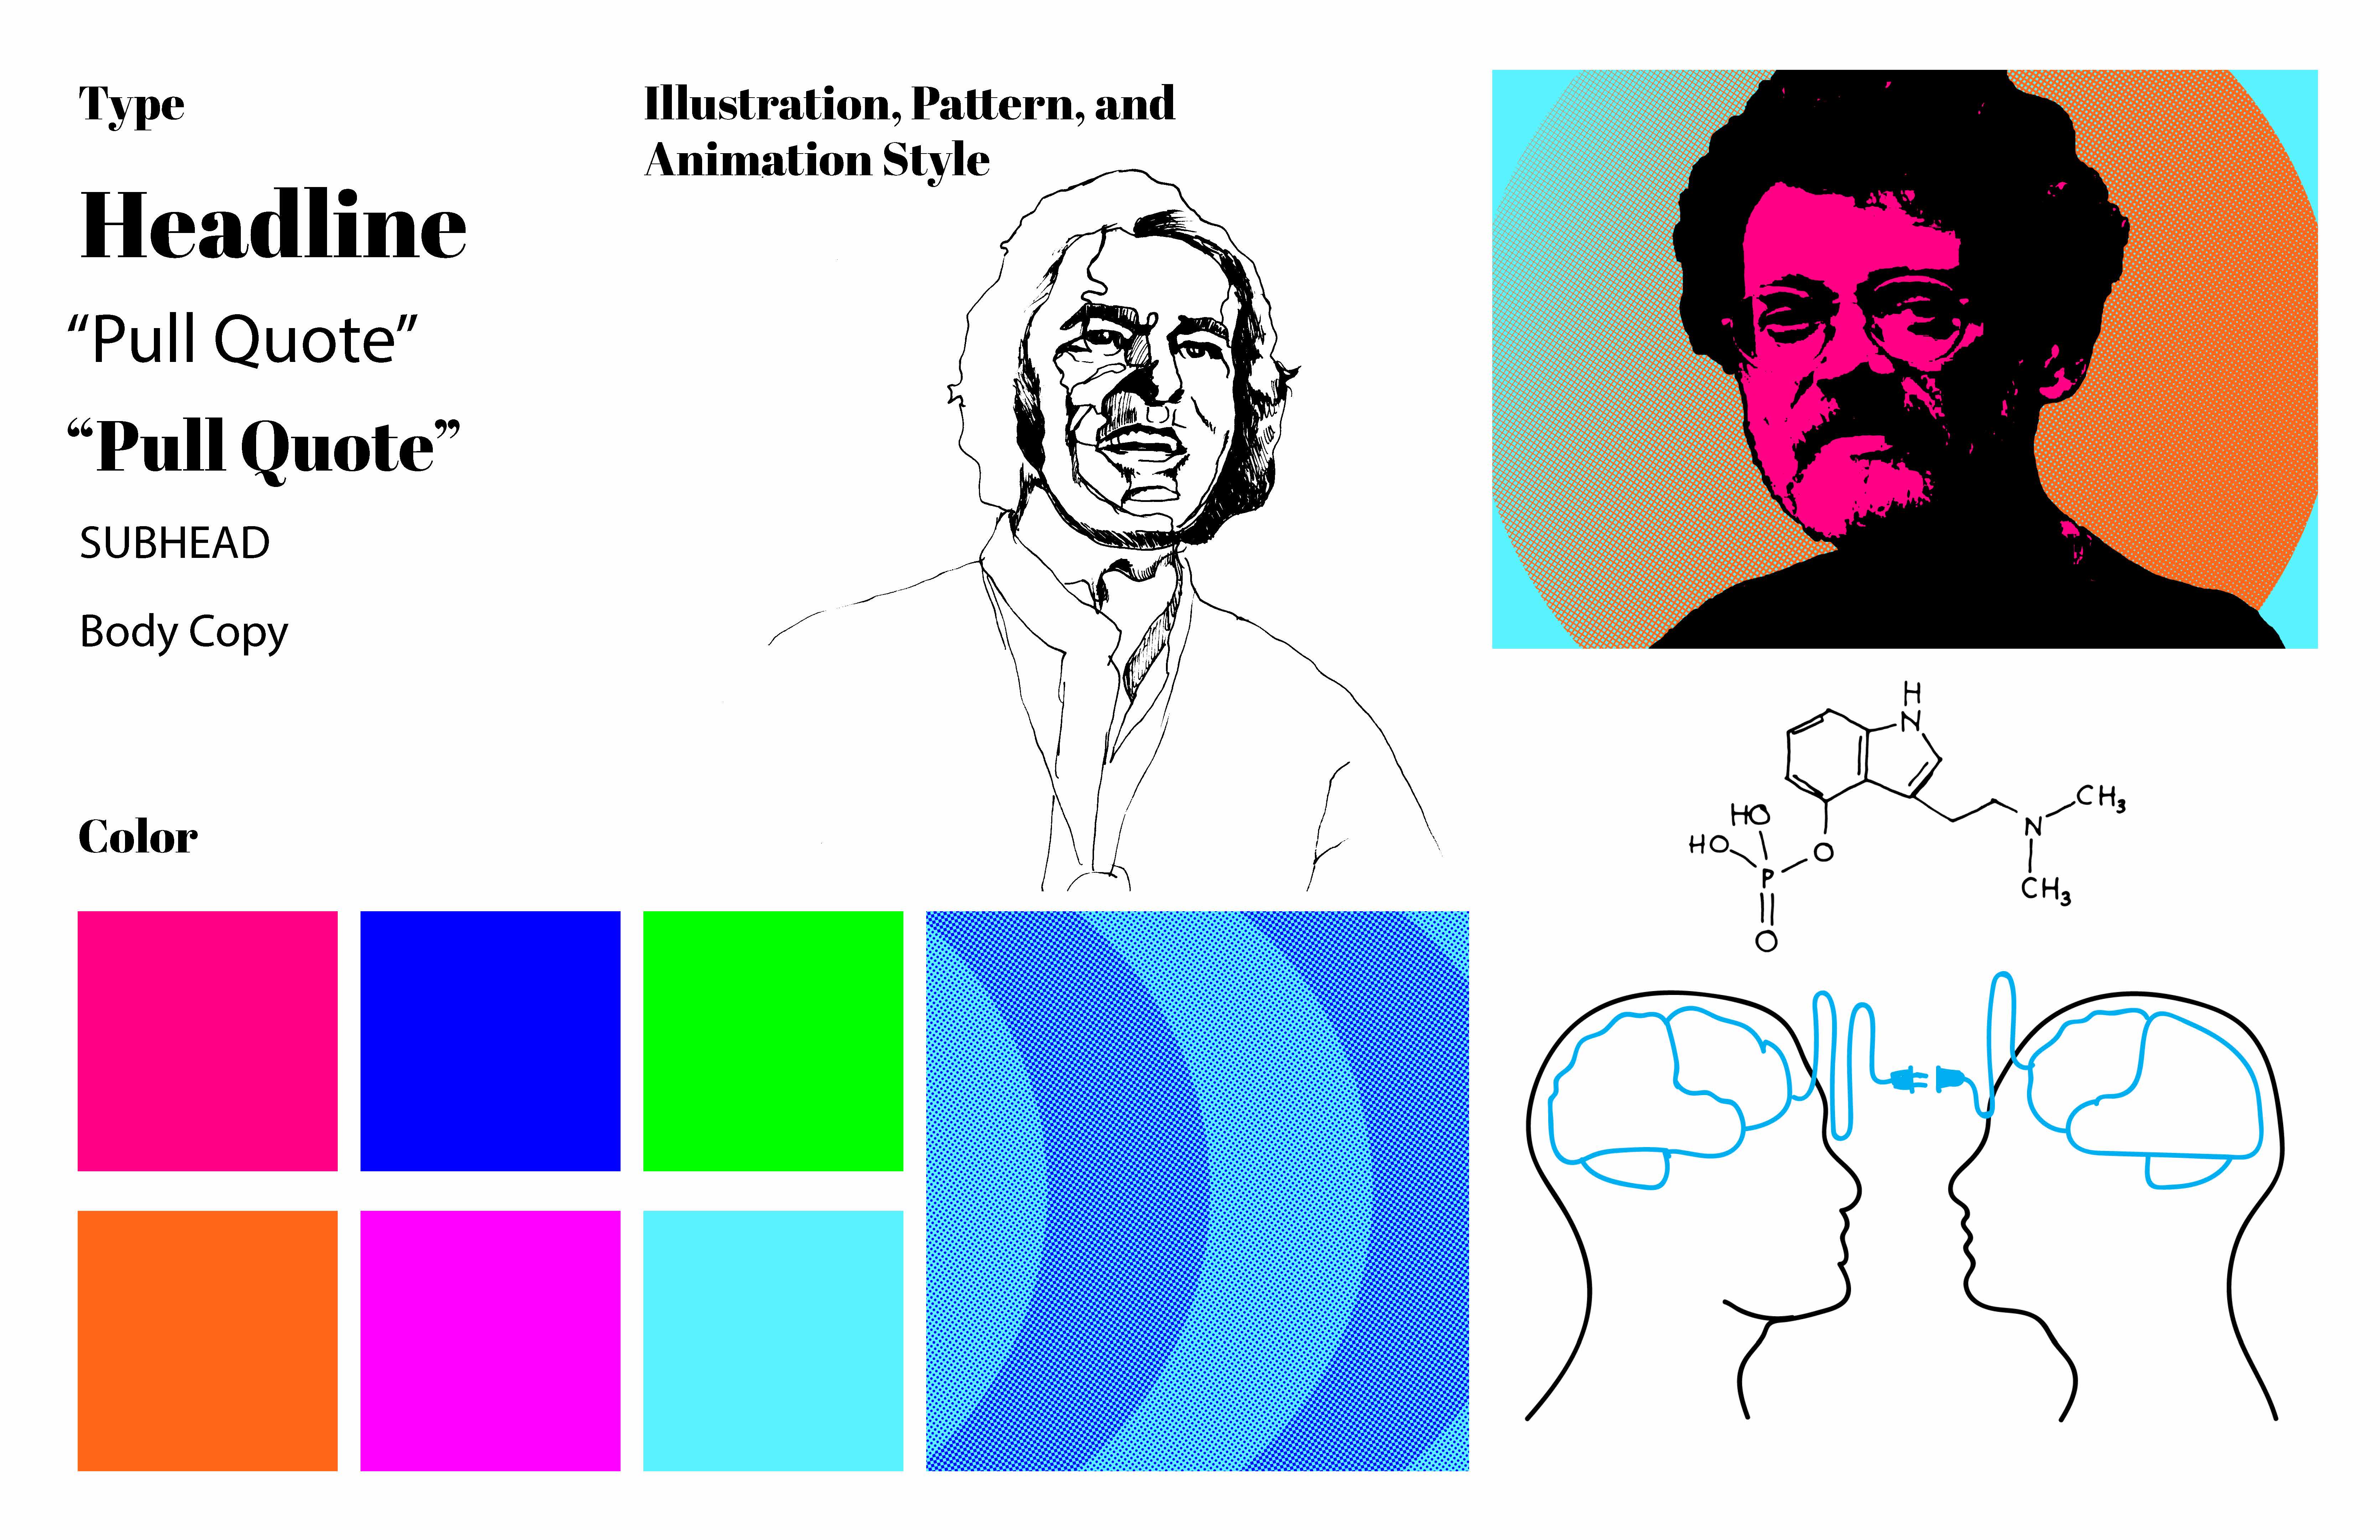 Type
Headline
“Pull Quote”
“Pull Quote”
SUBHEAD
Body Copy
Color
Illustration, Pattern, and
Animation Style
H
N
CH3
N
CH3
HO
HO
O
P
O